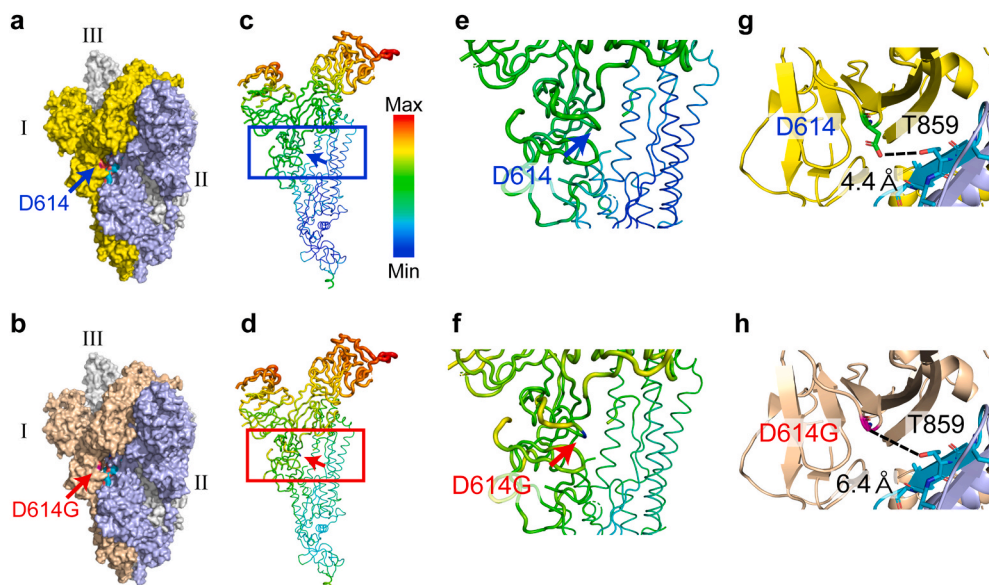 a
III
I
D614
II
c
Max
Min
e
D614
g
D614
T859
4.4 Å
b
III
I
D614G
II
d
f
D614G
h
D614G
T859
6.4 Å